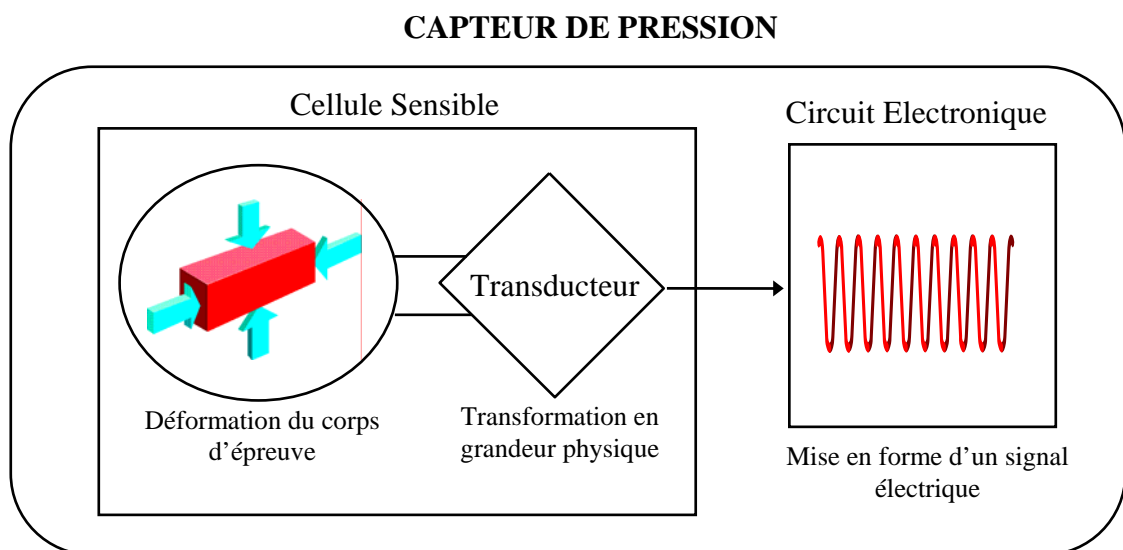 CAPTEUR DE PRESSION
Cellule Sensible
Circuit Electronique
Transducteur
Déformation du corps
d’épreuve
Transformation en
grandeur physique
Mise en forme d’un signal
électrique